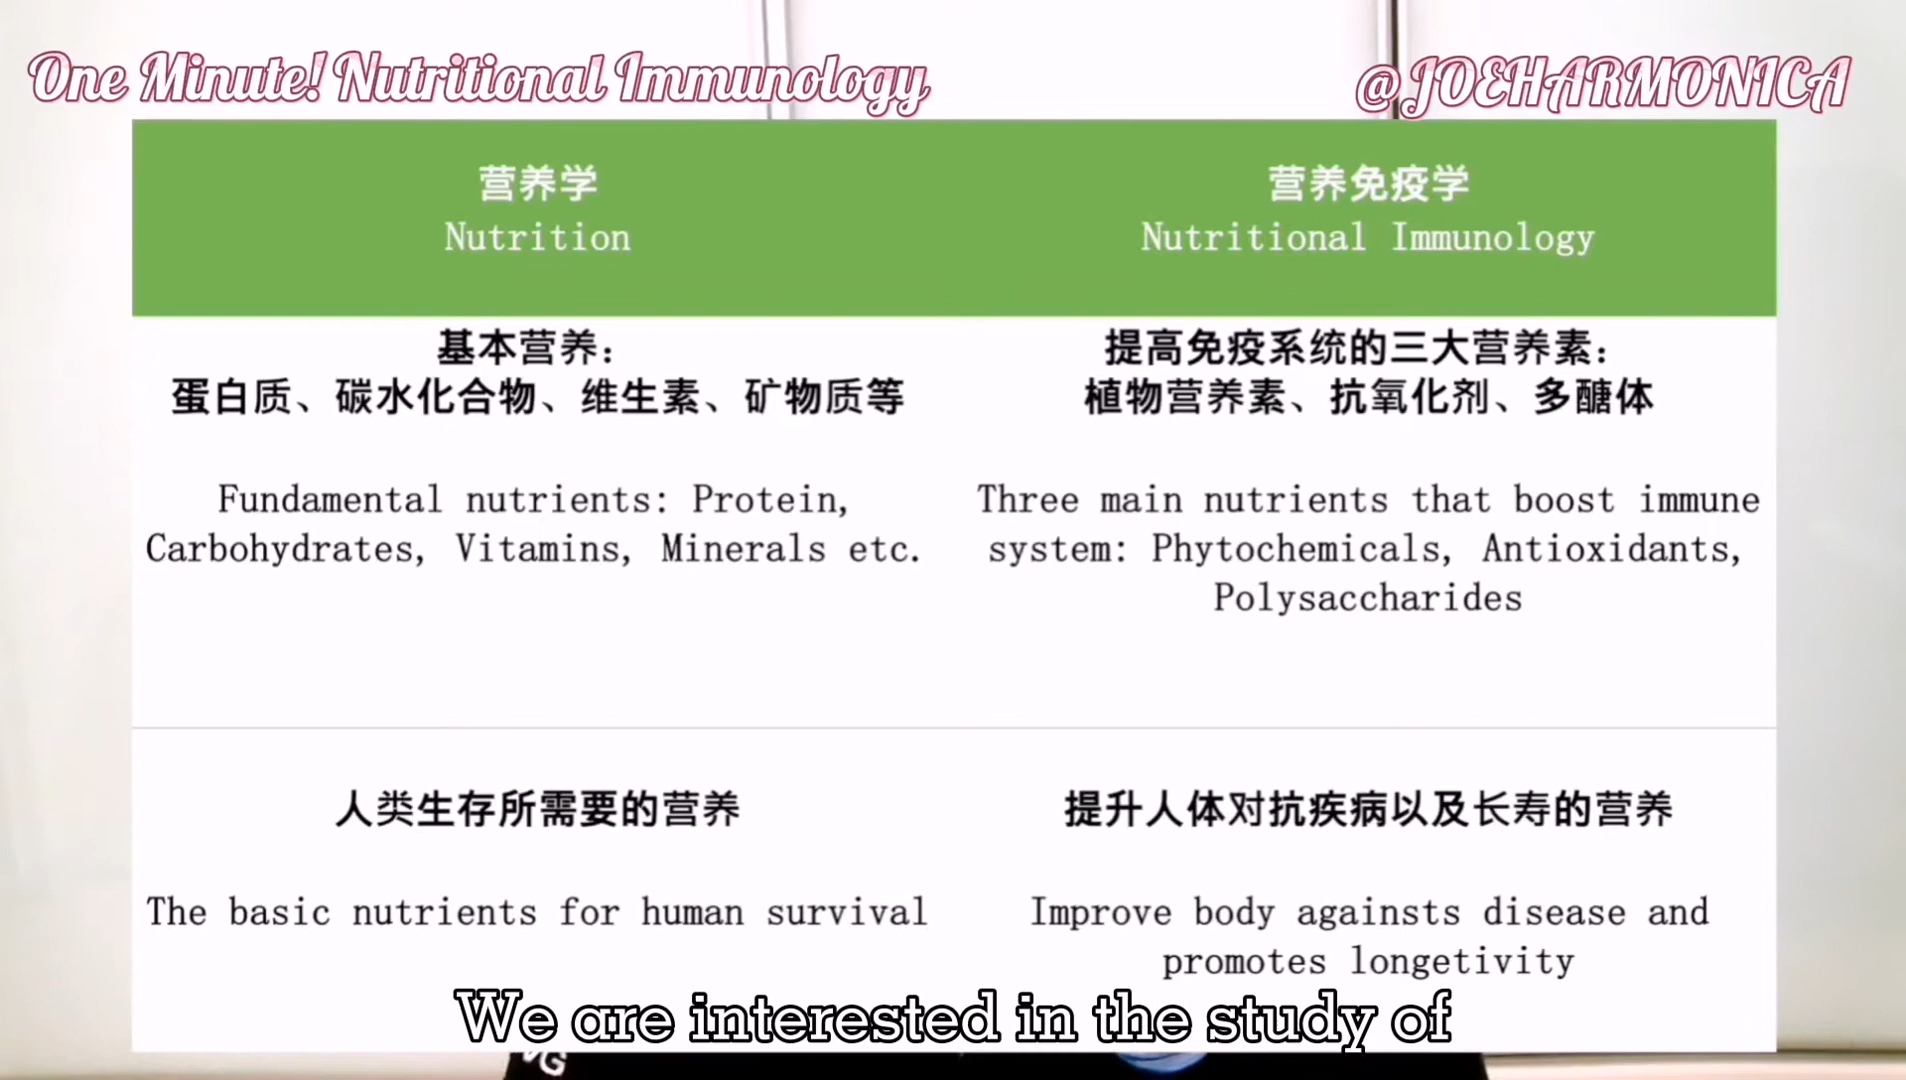 One Minute! Nutritional Immunology
@JOEHARMONICA
营养学
Nutrition
营养免疫学
Nutritional Immunology
基本营养：
蛋白质、碳水化合物、维生素、矿物质等
Fundamental nutrients: Protein,
Carbohydrates, Vitamins, Minerals etc.
提高免疫系统的三大营养素：
植物营养素、抗氧化剂、多醣体
Three main nutrients that boost immune
system: Phytochemicals, Antioxidants,
Polysaccharides
人类生存所需要的营养
The basic nutrients for human survival
提升人体对抗疾病以及长寿的营养
Improve body againsts disease and
promotes longetivity
We are interested in the study of